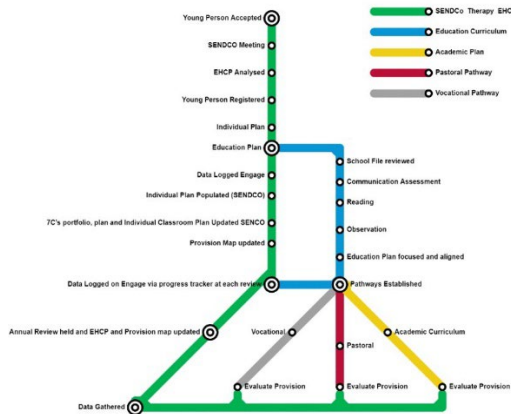 Young Person Accepted
SENDCo Therapy EHC
SENDCO Meeting
Education Curriculum
EHCP Analysed
Academic Plan
Young Person Registered
Pastoral Pathway
Individual Plan
Vocational Pathway
Education Plan
School File reviewed
Data Logged Engage
Communication Assessment
Individual Plan Populated (SENDCO)
Reading
7C's portfolio, plan and Individual Classroom Plan Updated SENCO
Observation
Provision Map updated
Education Plan focused and aligned
Data Logged on Engage via progress tracker at each review
Pathways Established
Annual Review held and EHCP and Provision map updated
Vocational
Academic Curriculum
Pastoral
Evaluate Provision
Evaluate Provision
Evaluate Provision
Data Gathered